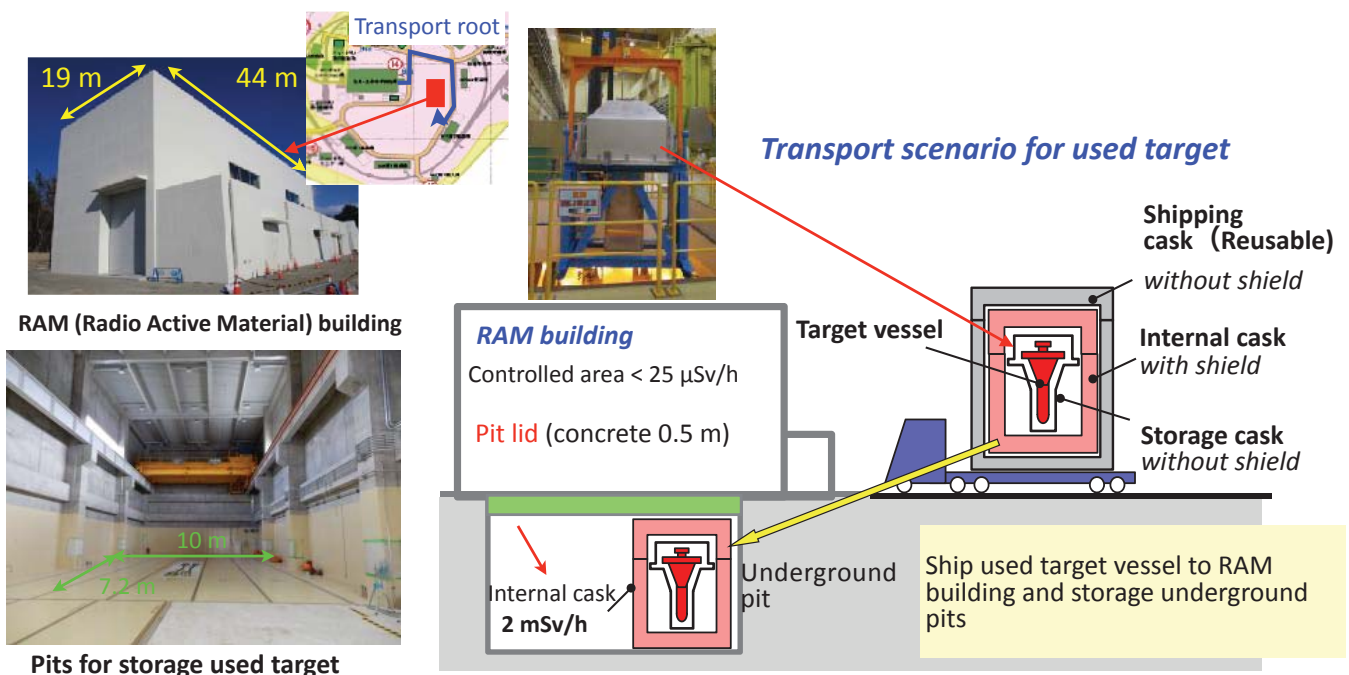 Transport root
19 m
44 m
RAM (Radio Active Material) building
Transport scenario for used target
Shipping
cask (Reusable)
without shield
Target vessel
Internal cask
with shield
Storage cask
without shield
RAM building
Controlled area < 25 μSv/h
Pit lid (concrete 0.5 m)
10 m
7.2 m
Internal cask
2 mSv/h
Underground
pit
Ship used target vessel to RAM
building and storage underground
pits
Pits for storage used target